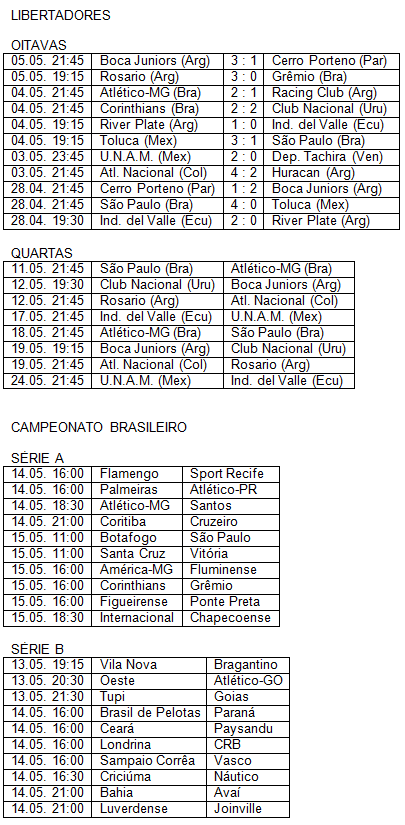 LIBERTADORES
OITAVAS
05.05. 21:45 Boca Juniors (Arg) 3 : 1 Cerro Porteno (Par)
05.05. 19:15 Rosario (Arg) 3 : 0 Grêmio (Bra)
04.05. 21:45 Atlético-MG (Bra) 2 : 1 Racing Club (Arg)
04.05. 21:45 Corinthians (Bra) 2 : 2 Club Nacional (Uru)
04.05. 19:15 River Plate (Arg) 1 : 0 Ind. del Valle (Ecu)
04.05. 19:15 Toluca (Mex) 3 : 1 São Paulo (Bra)
03.05. 23:45 U.N.A.M. (Mex) 2 : 0 Dep. Tachira (Ven)
03.05. 21:45 Atl. Nacional (Col) 4 : 2 Huracan (Arg)
28.04. 21:45 Cerro Porteno (Par) 1 : 2 Boca Juniors (Arg)
28.04. 21:45 São Paulo (Bra) 4 : 0 Toluca (Mex)
28.04. 19:30 Ind. del Valle (Ecu) 2 : 0 River Plate (Arg)
QUARTAS
11.05. 21:45 São Paulo (Bra) Atlético-MG (Bra)
12.05. 19:30 Club Nacional (Uru) Boca Juniors (Arg)
12.05. 21:45 Rosario (Arg) Atl. Nacional (Col)
17.05. 21:45 Ind. del Valle (Ecu) U.N.A.M. (Mex)
18.05. 21:45 Atlético-MG (Bra) São Paulo (Bra)
19.05. 19:15 Boca Juniors (Arg) Club Nacional (Uru)
19.05. 21:45 Atl. Nacional (Col) Rosario (Arg)
24.05. 21:45 U.N.A.M. (Mex) Ind. del Valle (Ecu)
CAMPEONATO BRASILEIRO
SÉRIE A
14.05. 16:00 Flamengo Sport Recife
14.05. 16:00 Palmeiras Atlético-PR
14.05. 18:30 Atlético-MG Santos
14.05. 21:00 Coritiba Cruzeiro
15.05. 11:00 Botafogo São Paulo
15.05. 11:00 Santa Cruz Vitória
15.05. 16:00 América-MG Fluminense
15.05. 16:00 Corinthians Grêmio
15.05. 16:00 Figueirense Ponte Preta
15.05. 18:30 Internacional Chapecoense
SÉRIE B
13.05. 19:15 Vila Nova Bragantino
13.05. 20:30 Oeste Atlético-GO
13.05. 21:30 Tupi Goias
14.05. 16:00 Brasil de Pelotas Paraná
14.05. 16:00 Ceará Paysandu
14.05. 16:00 Londrina CRB
14.05. 16:00 Sampaio Corrêa Vasco
14.05. 16:30 Criciúma Náutico
14.05. 21:00 Bahia Avaí
14.05. 21:00 Luverdense Joinville